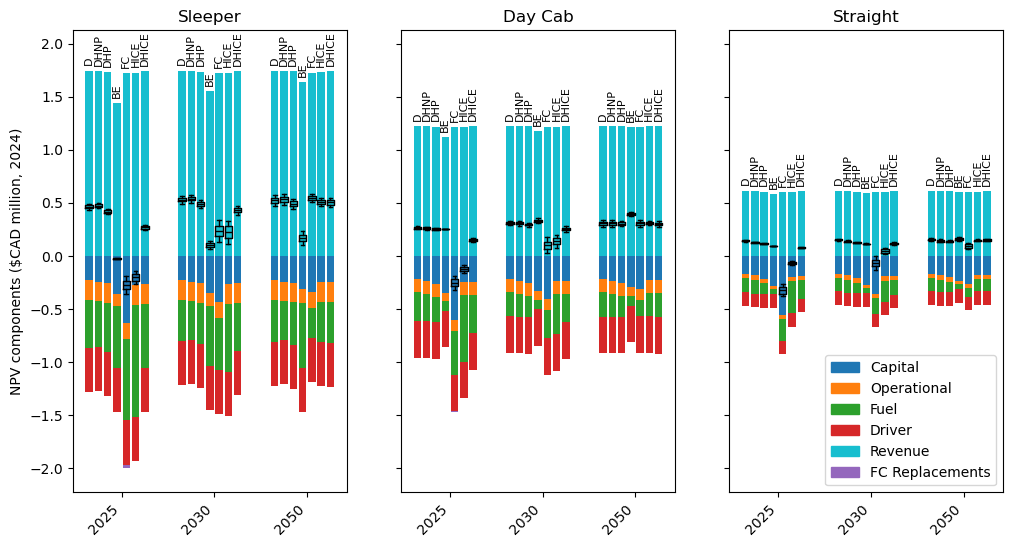 Sleeper
Day Cab
Straight
NPV components ($CAD million, 2024)
2.0
1.5
1.0
0.5
0.0
−0.5
−1.0
−1.5
−2.0
D
DHNP
DHP
BE
FC
HICE
DHICE
D
DHNP
DHP
BE
FC
HICE
DHICE
D
DHNP
DHP
BE
FC
HICE
DHICE
D
DHNP
DHP
BE
FC
HICE
DHICE
D
DHNP
DHP
BE
FC
HICE
DHICE
D
DHNP
DHP
BE
FC
HICE
DHICE
D
DHNP
DHP
BE
FC
HICE
DHICE
D
DHNP
DHP
BE
FC
HICE
DHICE
D
DHNP
DHP
BE
FC
HICE
DHICE
2025
2030
2050
2025
2030
2050
2025
2030
2050
Capital
Operational
Fuel
Driver
Revenue
FC Replacements